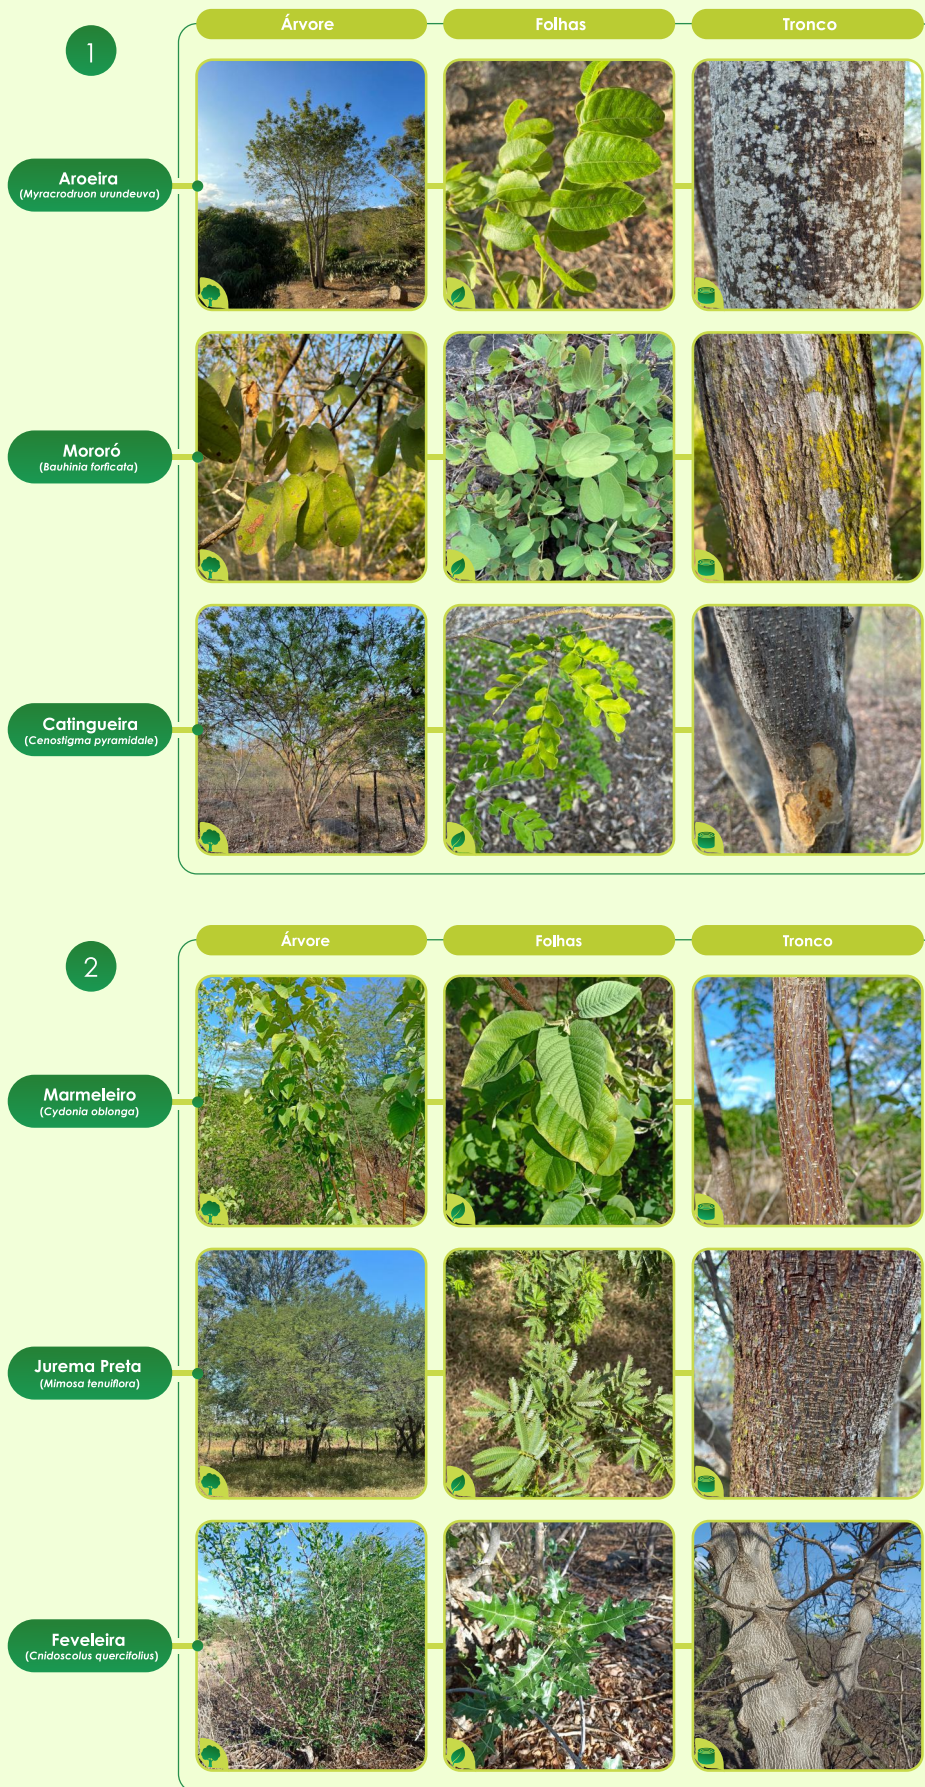 1
Árvore Folhas Tronco
Aroeira
(Myracrodruon urundeuva)
Mororó
(Bauhinia forficata)
Catingueira
(Cenostigma pyramidale)
2
Árvore Folhas Tronco
Marmeleiro
(Cydonia oblonga)
Jurema Preta
(Mimosa tenuiflora)
Feveleira
(Cnidoscolus quercifolius)